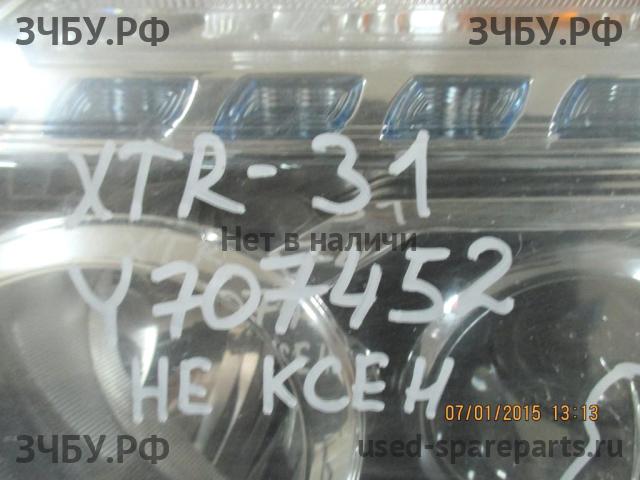 ЗЧБУ.РФ ЗЧБУ.РФ
XTR-31
Нет в наличи
У707452
НЕ КСЕН
07/01/2015 13:13
ЗЧБУ.РФ used-spareparts.ru